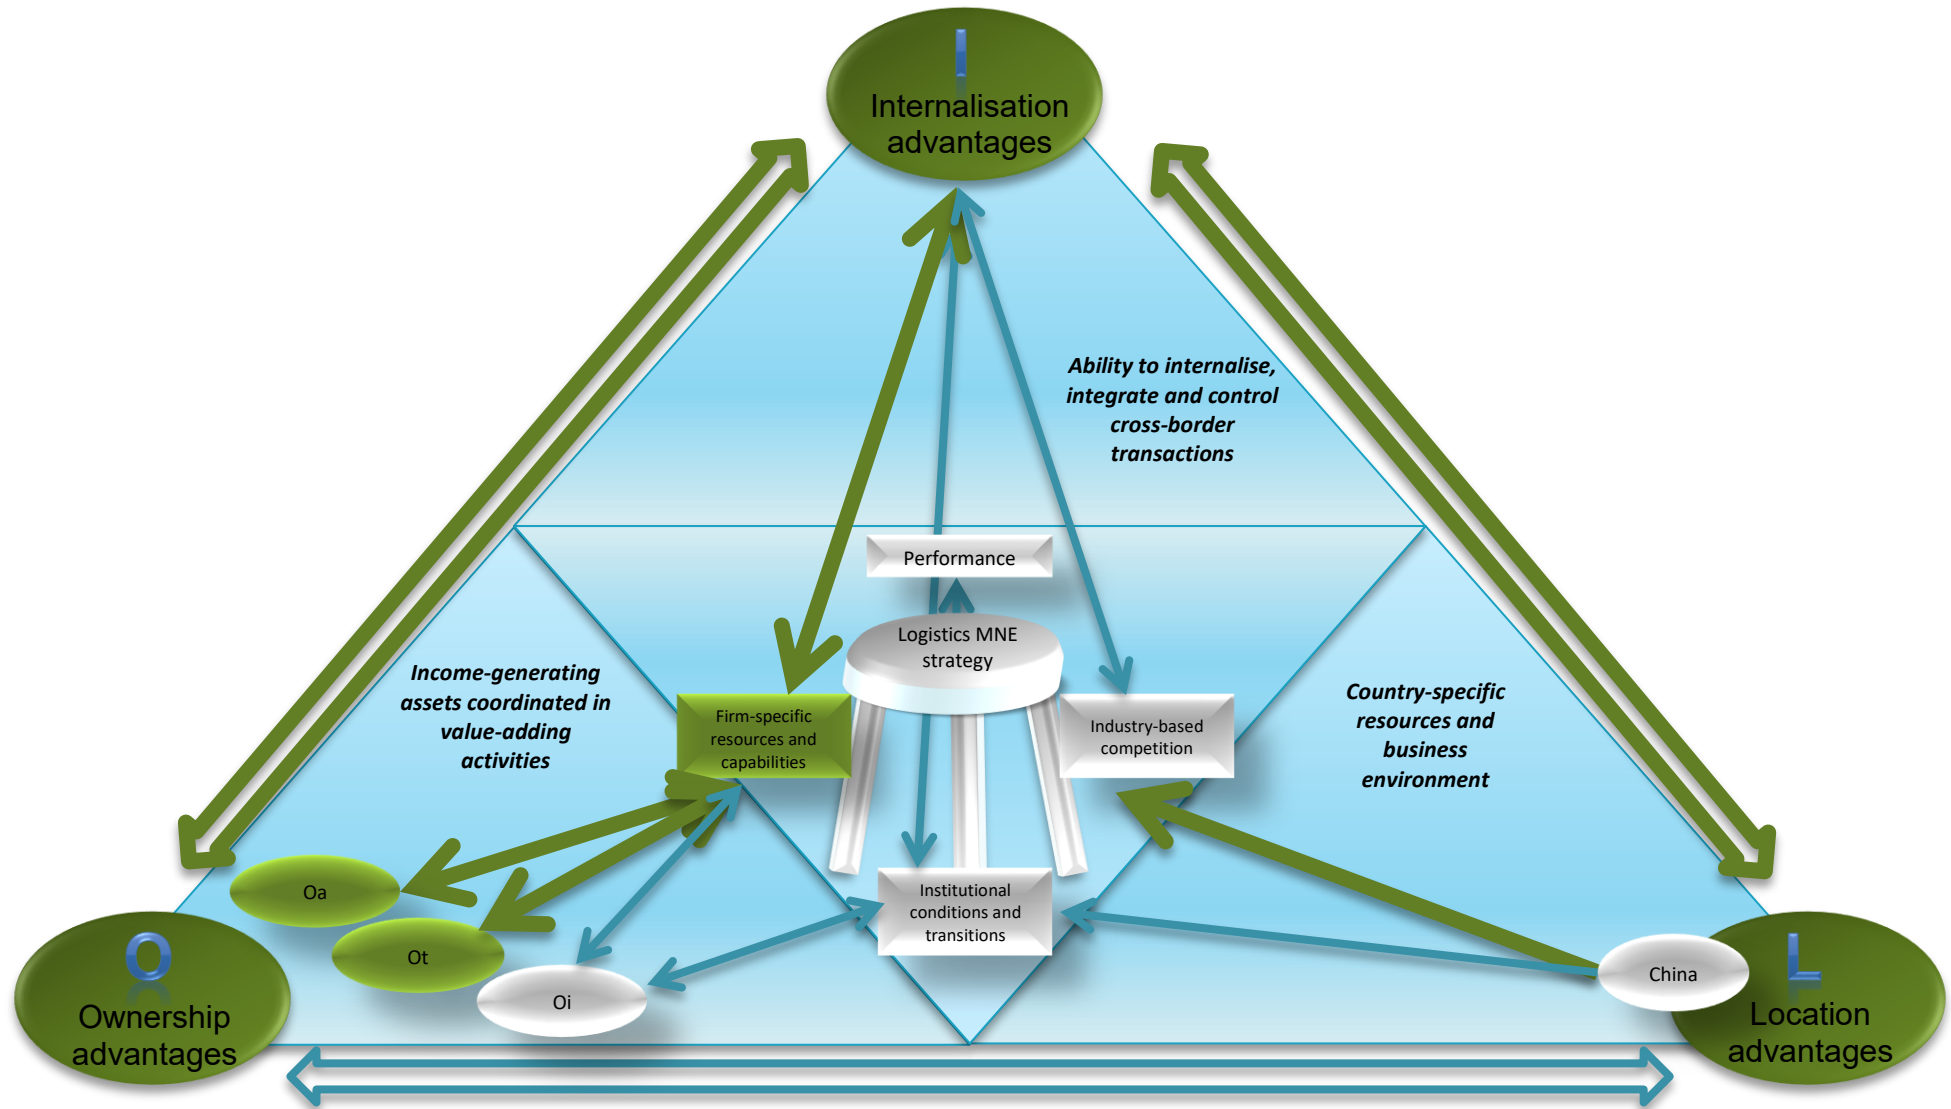 I
Internalisation
advantages
Ability to internalise,
integrate and control
cross-border
transactions
Performance
Logistics MNE
strategy
Income-generating
assets coordinated in
value-adding
activities
Firm-specific
resources and
capabilities
Industry-based
competition
Country-specific
resources and
business
environment
Oa
Ot
Oi
Institutional
conditions and
transitions
China
O
Ownership
advantages
L
Location
advantages